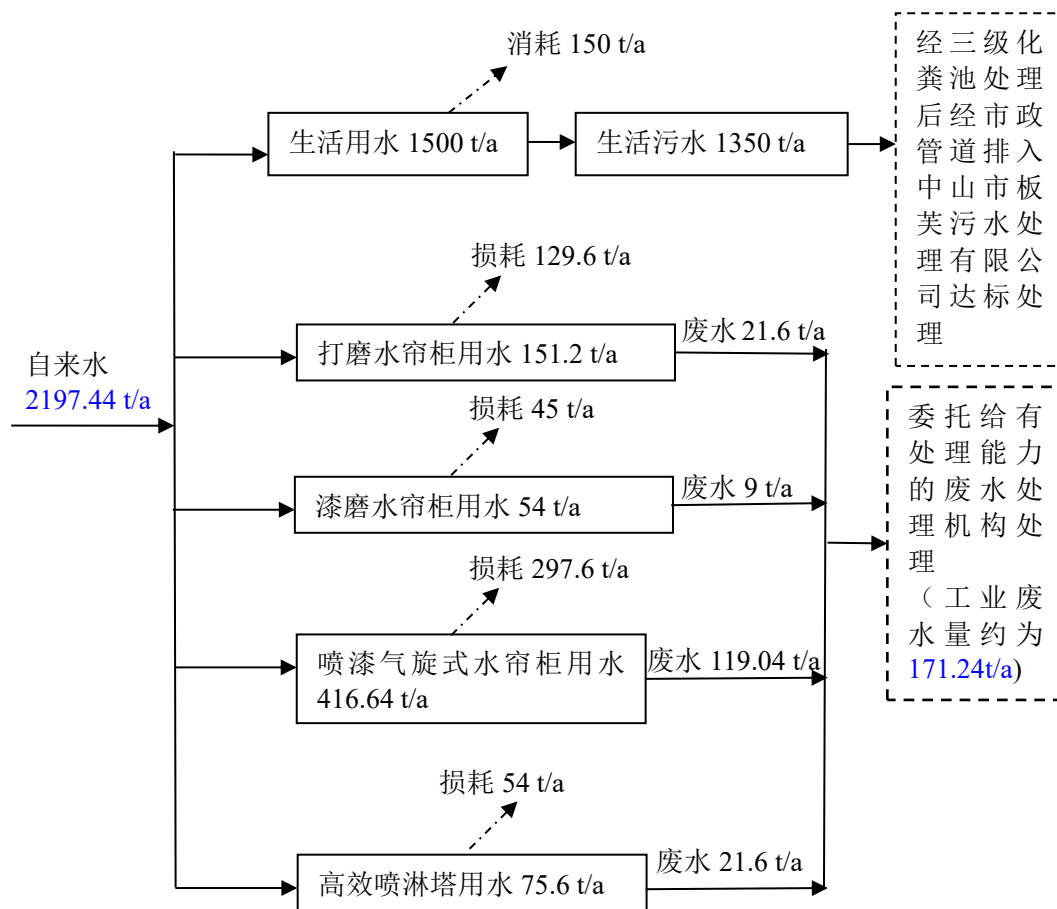 消耗 150 t/a
生活用水 1500 t/a
生活污水 1350 t/a
经三级化
粪池处理
后经市政
管道排入
中山市板
芙污水处
理有限公
司达标处
理
损耗 129.6 t/a
打磨水帘柜用水 151.2 t/a
废水 21.6 t/a
自来水
2197.44 t/a
损耗 45 t/a
漆磨水帘柜用水 54 t/a
废水 9 t/a
委托给有
处理能力
的废水处
理机构处
理
（工业废
水量约为
171.24t/a)
损耗 297.6 t/a
喷漆气旋式水帘柜用水
416.64 t/a
废水 119.04 t/a
损耗 54 t/a
高效喷淋塔用水 75.6 t/a
废水 21.6 t/a